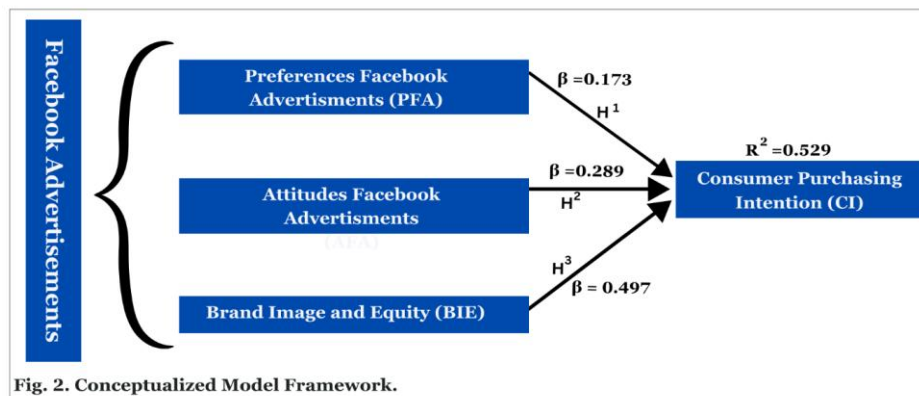 Facebook Advertisements
Preferences Facebook
Advertisments (PFA)
β =0.173
H¹
R² =0.529
Attitudes Facebook
Advertisments
(AFA)
β =0.289
H²
Consumer Purchasing
Intention (CI)
H³
β = 0.497
Brand Image and Equity (BIE)
Fig. 2. Conceptualized Model Framework.